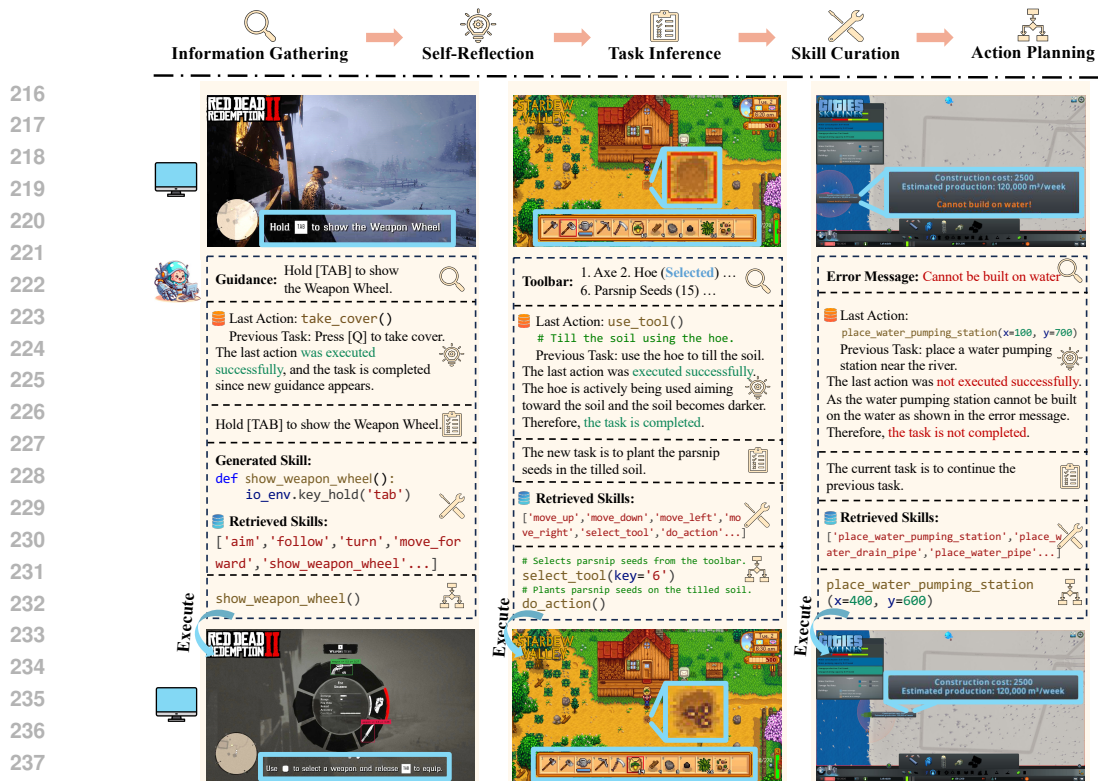 Information Gathering
Self-Reflection
Task Inference
Skill Curation
Action Planning
216
217
218
219
220
221
222
223
224
225
226
227
228
229
230
231
232
233
234
235
236
237
RED DEAD
REDEMPTION II
Hold TAB to show the Weapon Wheel
Guidance: Hold [TAB] to show
the Weapon Wheel.
Last Action: take_cover()
Previous Task: Press [Q] to take cover.
The last action was executed
successfully, and the task is completed
since new guidance appears.
Hold [TAB] to show the Weapon Wheel.
Generated Skill:
def show_weapon_wheel():
io_env.key_hold('tab')
Retrieved Skills:
['aim','follow','turn','move_for
ward','show_weapon_wheel'...]
show_weapon_wheel()
Execute
RED DEAD
REDEMPTION II
Use to select a weapon and release TAB to equip.
STARDEW
VALLEY
Tue. 2
Toolbar: 1. Axe 2. Hoe (Selected) …
6. Parsnip Seeds (15) …
Last Action: use_tool()
# Till the soil using the hoe.
Previous Task: use the hoe to till the soil.
The last action was executed successfully.
The hoe is actively being used aiming
toward the soil and the soil becomes darker.
Therefore, the task is completed.
The new task is to plant the parsnip
seeds in the tilled soil.
Retrieved Skills:
['move_up','move_down','move_left','mo
ve_right','select_tool','do_action'...]
# Selects parsnip seeds from the toolbar.
select_tool(key='6')
# Plants parsnip seeds on the tilled soil.
do_action()
Execute
STARDEW
VALLEY
CITIES
SKYLINES
Construction cost: 2500
Estimated production: 120,000 m³/week
Cannot build on water!
Error Message: Cannot be built on water
Last Action:
place_water_pumping_station(x=100, y=700)
Previous Task: place a water pumping
station near the river.
The last action was not executed successfully.
As the water pumping station cannot be built
on the water as shown in the error message.
Therefore, the task is not completed.
The current task is to continue the
previous task.
Retrieved Skills:
['place_water_pumping_station','place_w
ater_drain_pipe','place_water_pipe'...]
place_water_pumping_station
(x=400, y=600)
Execute
CITIES
SKYLINES
Construction cost: 2500
Estimated production: 120,000 m³/week